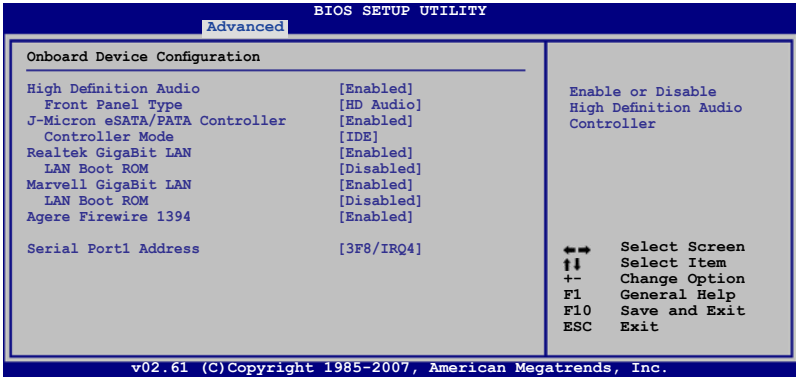 BIOS SETUP UTILITY
Advanced
Onboard Device Configuration
High Definition Audio [Enabled]
Front Panel Type [HD Audio]
J-Micron eSATA/PATA Controller [Enabled]
Controller Mode [IDE]
Realtek GigaBit LAN [Enabled]
LAN Boot ROM [Disabled]
Marvell GigaBit LAN [Enabled]
LAN Boot ROM [Disabled]
Agere Firewire 1394 [Enabled]
Serial Port1 Address [3F8/IRQ4]
Enable or Disable
High Definition Audio
Controller
←→ Select Screen
↑↓ Select Item
+- Change Option
F1 General Help
F10 Save and Exit
ESC Exit
v02.61 (C)Copyright 1985-2007, American Megatrends, Inc.